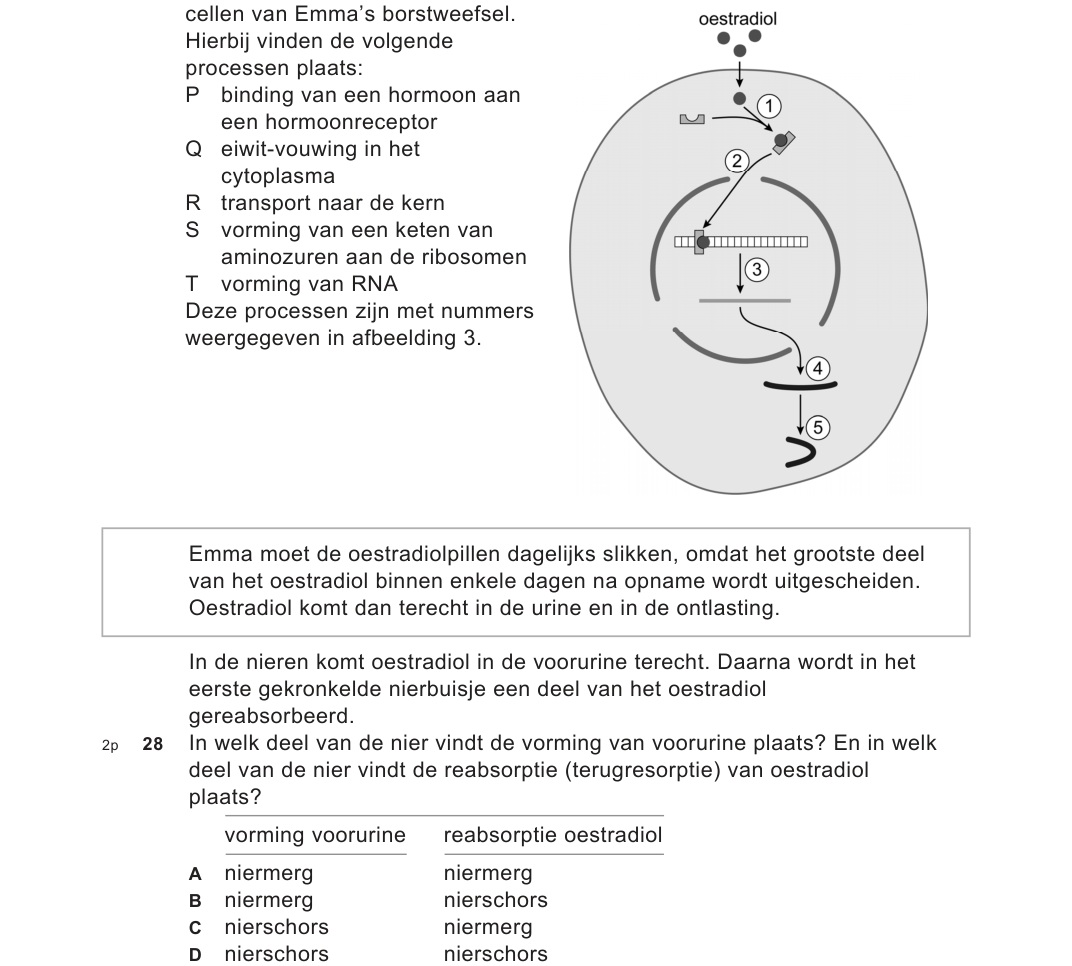 cellen van Emma's borstweefsel.
Hierbij vinden de volgende
processen plaats:
P binding van een hormoon aan
een hormoonreceptor
Q eiwit-vouwing in het
cytoplasma
R transport naar de kern
S vorming van een keten van
aminozuren aan de ribosomen
T vorming van RNA
Deze processen zijn met nummers
weergegeven in afbeelding 3.
oestradiol
1
2
3
4
5
Emma moet de oestradiolpillen dagelijks slikken, omdat het grootste deel
van het oestradiol binnen enkele dagen na opname wordt uitgescheiden.
Oestradiol komt dan terecht in de urine en in de ontlasting.
In de nieren komt oestradiol in de voorurine terecht. Daarna wordt in het
eerste gekronkelde nierbuisje een deel van het oestradiol
gereabsorbeerd.
2p 28 In welk deel van de nier vindt de vorming van voorurine plaats? En in welk
deel van de nier vindt de reabsorptie (terugresorptie) van oestradiol
plaats?
vorming voorurine reabsorptie oestradiol
A niermerg niermerg
B niermerg nierschors
C nierschors niermerg
D nierschors nierschors